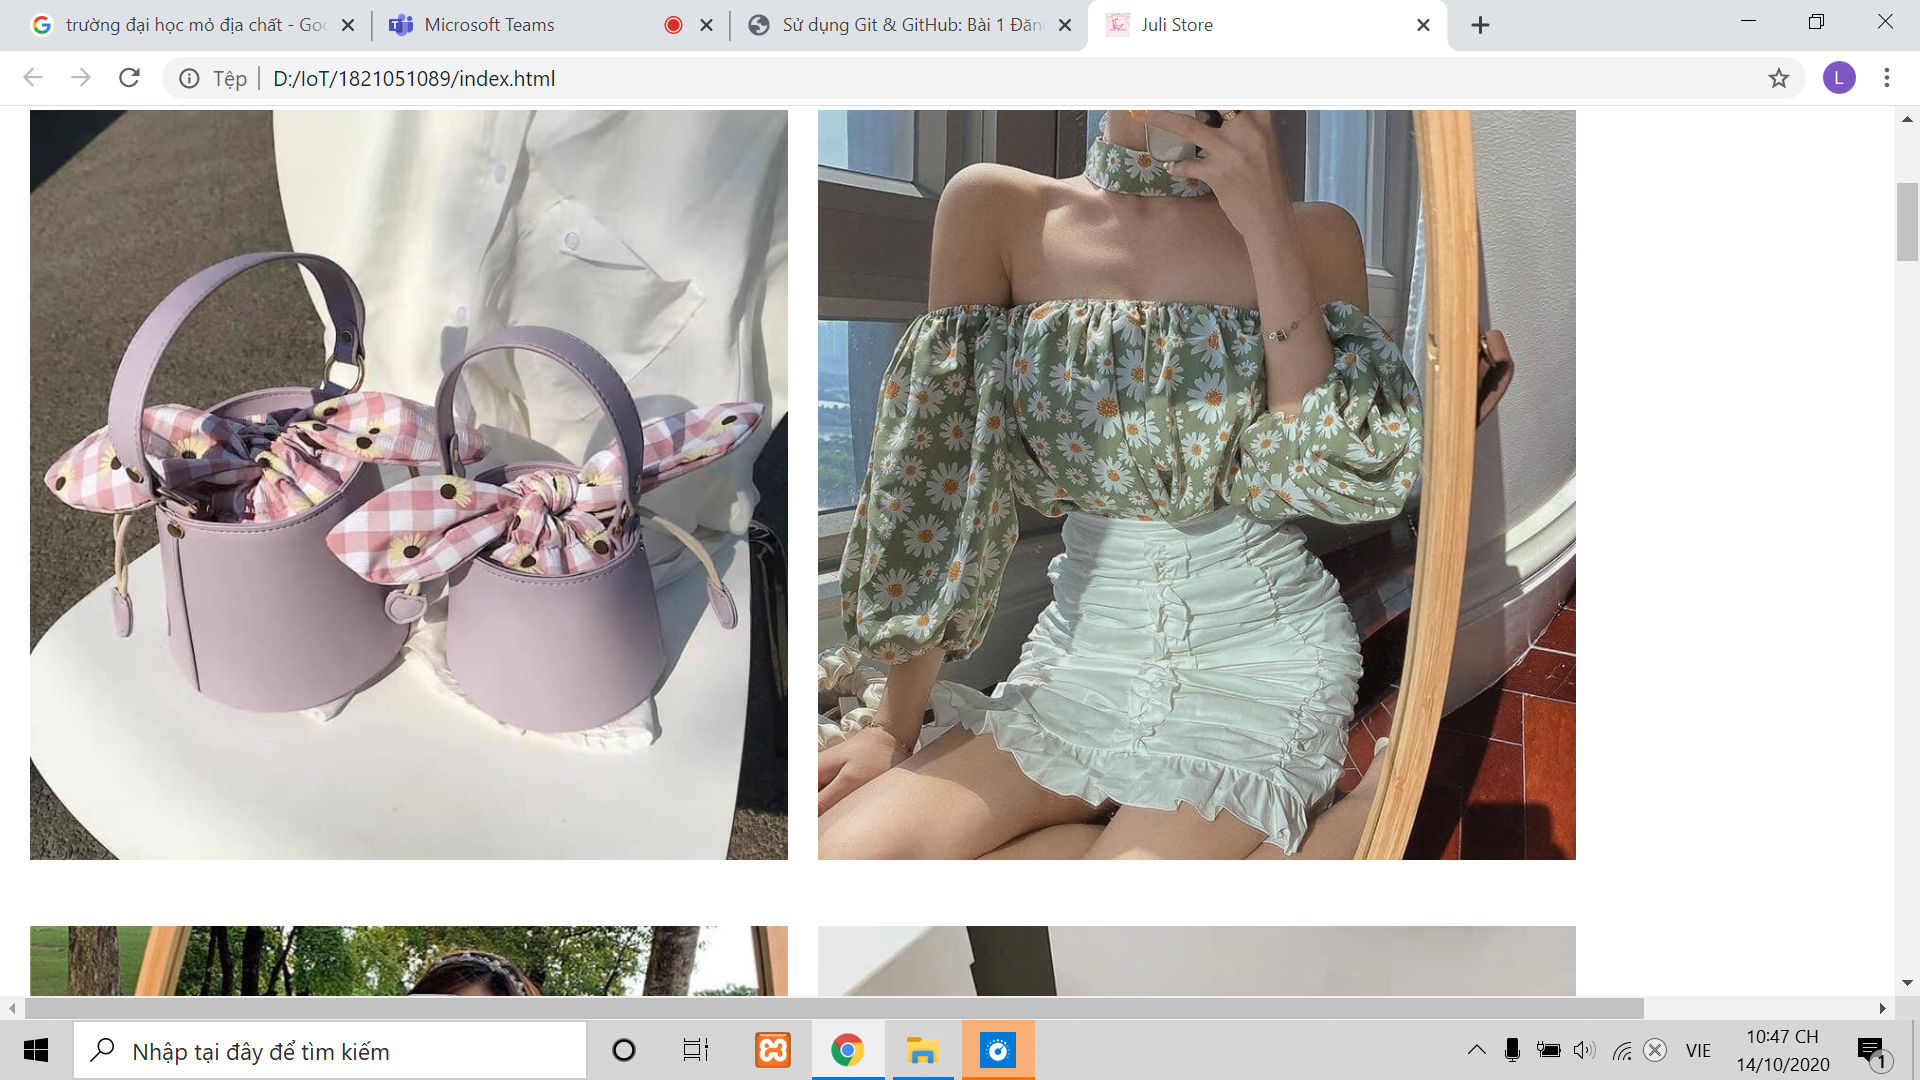 trường đại học mỏ địa chất - Goo
Microsoft Teams
Sử dụng Git & GitHub: Bài 1 Đăng
Juli Store
Tệp
D:/IoT/1821051089/index.html
L
Nhập tại đây để tìm kiếm
VIE
10:47 CH
14/10/2020
1